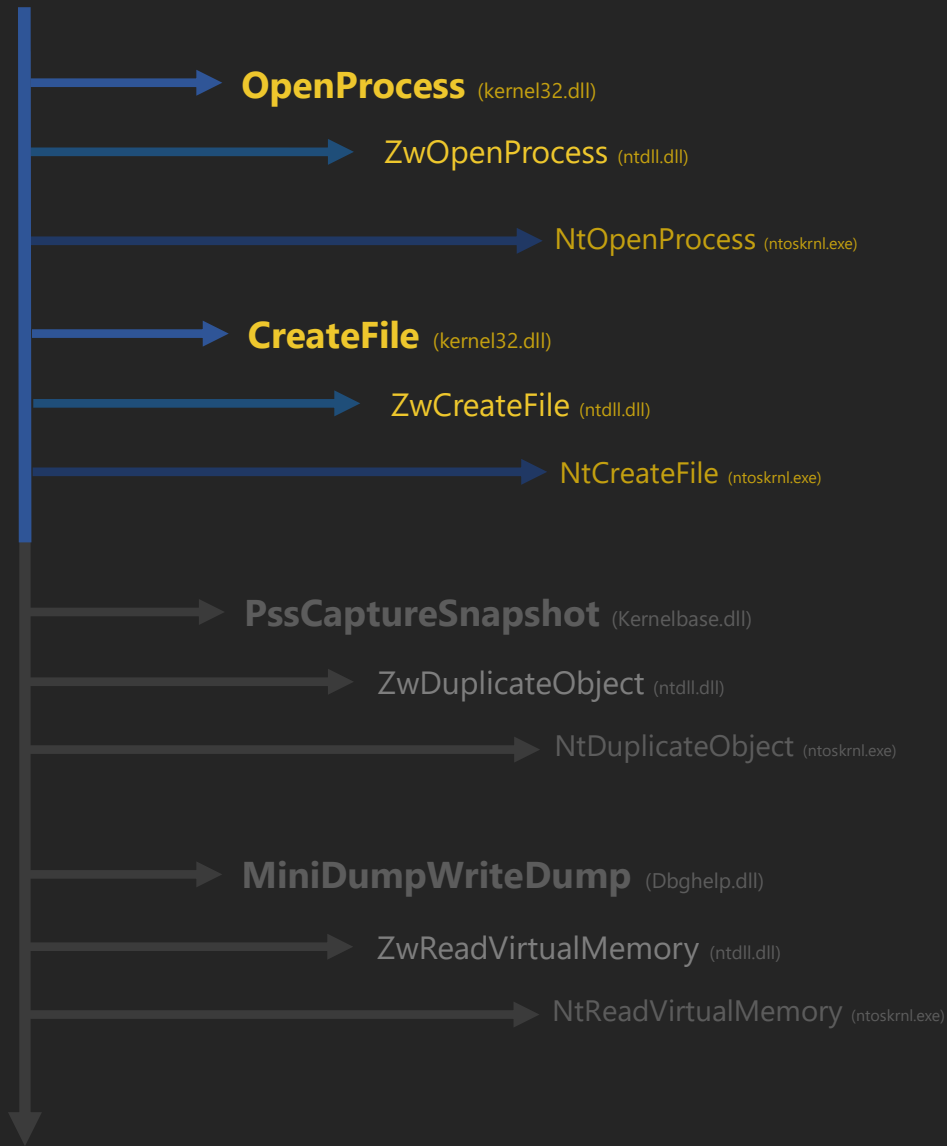 OpenProcess (kernel32.dll)
ZwOpenProcess (ntdll.dll)
NtOpenProcess (ntoskrnl.exe)
CreateFile (kernel32.dll)
ZwCreateFile (ntdll.dll)
NtCreateFile (ntoskrnl.exe)
PssCaptureSnapshot (Kernelbase.dll)
ZwDuplicateObject (ntdll.dll)
NtDuplicateObject (ntoskrnl.exe)
MiniDumpWriteDump (Dbghelp.dll)
ZwReadVirtualMemory (ntdll.dll)
NtReadVirtualMemory (ntoskrnl.exe)